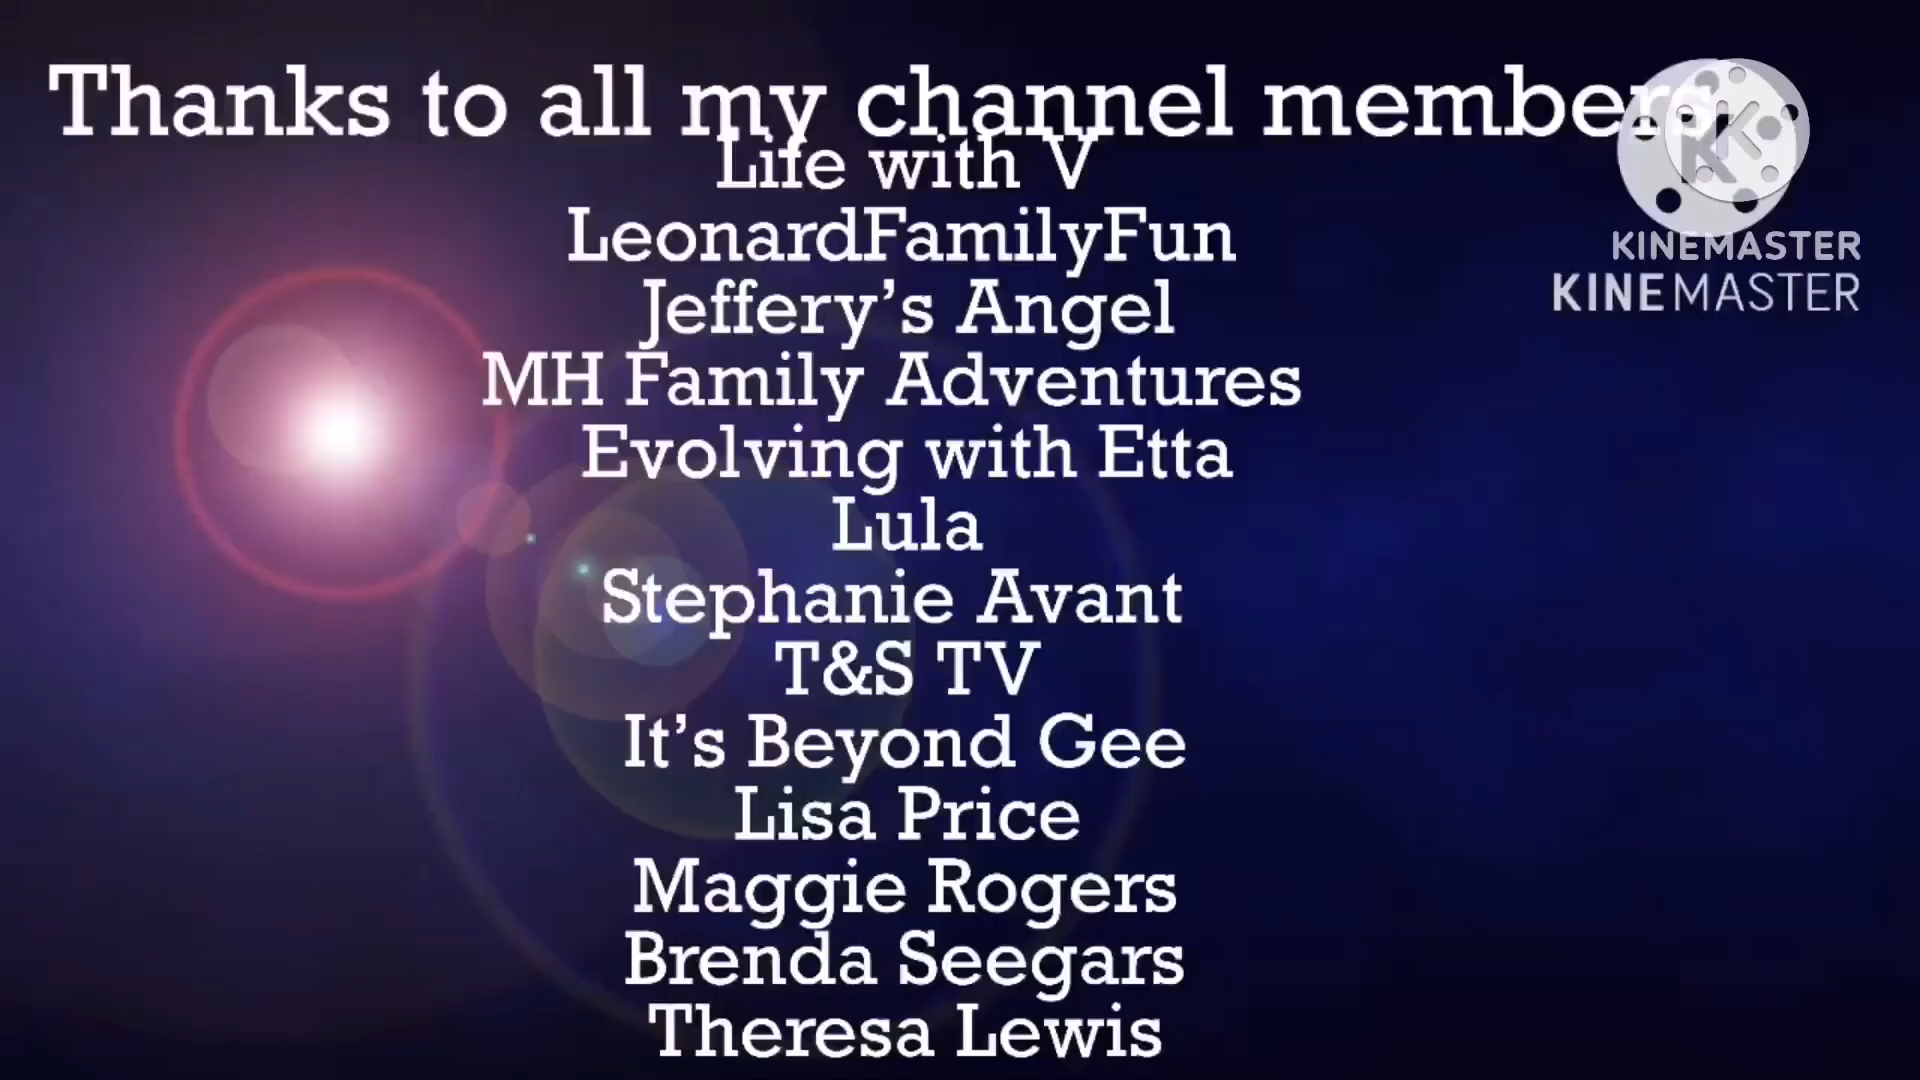 Thanks to all my channel members
Life with V
LeonardFamilyFun
Jeffery’s Angel
MH Family Adventures
Evolving with Etta
Lula
Stephanie Avant
T&S TV
It’s Beyond Gee
Lisa Price
Maggie Rogers
Brenda Seegars
Theresa Lewis
K
K
KINEMASTER
KINEMASTER